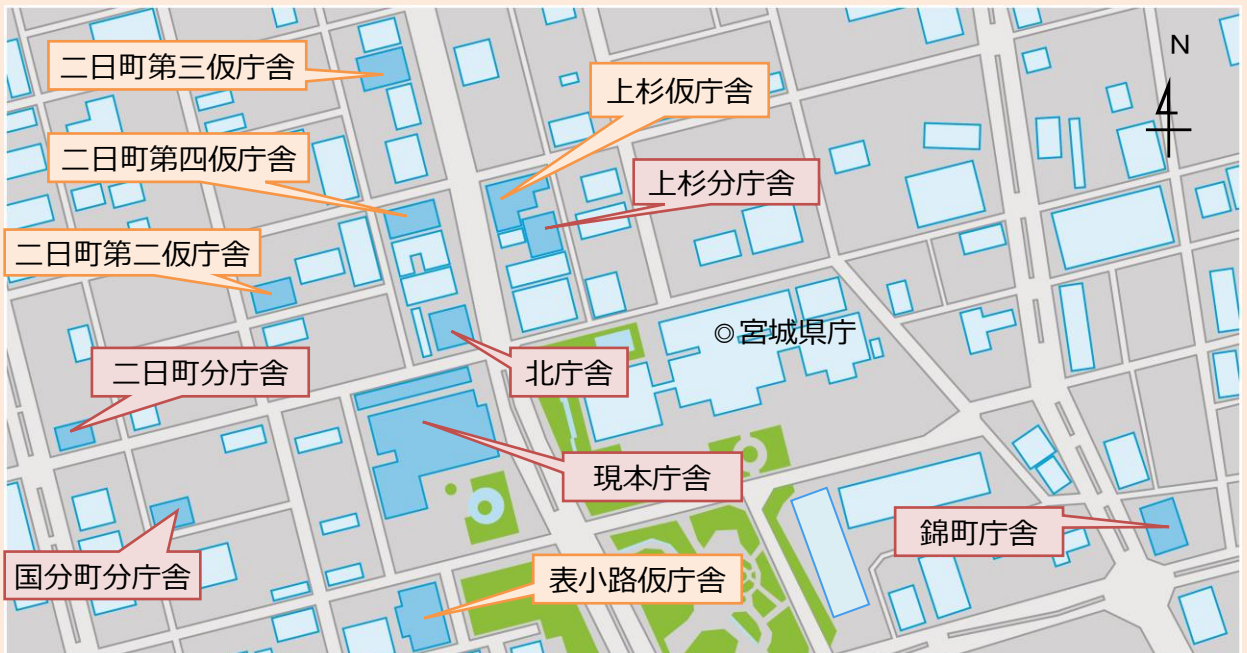 二日町第三仮庁舎
N
上杉仮庁舎
二日町第四仮庁舎
上杉分庁舎
二日町第二仮庁舎
◎宮城県庁
二日町分庁舎
北庁舎
現本庁舎
錦町庁舎
国分町分庁舎
表小路仮庁舎